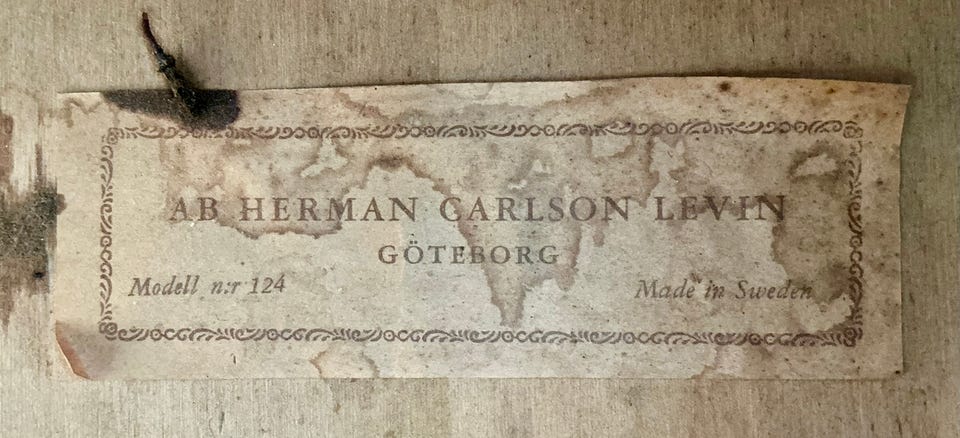 AB HERMAN CARLSON LEVIN
GÖTEBORG
Modell n:r 124 Made in Sweden